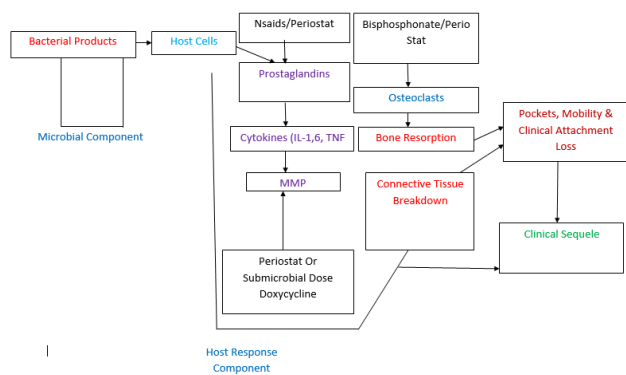 Nsaids/Periostat
Bisphosphonate/Perio
Stat
Bacterial Products
Host Cells
Prostaglandins
Osteoclasts
Microbial Component
Cytokines (IL-1,6, TNF
Bone Resorption
Pockets, Mobility &
Clinical Attachment
Loss
MMP
Connective Tissue
Breakdown
Clinical Sequele
Periostat Or
Submicrobial Dose
Doxycycline
Host Response
Component